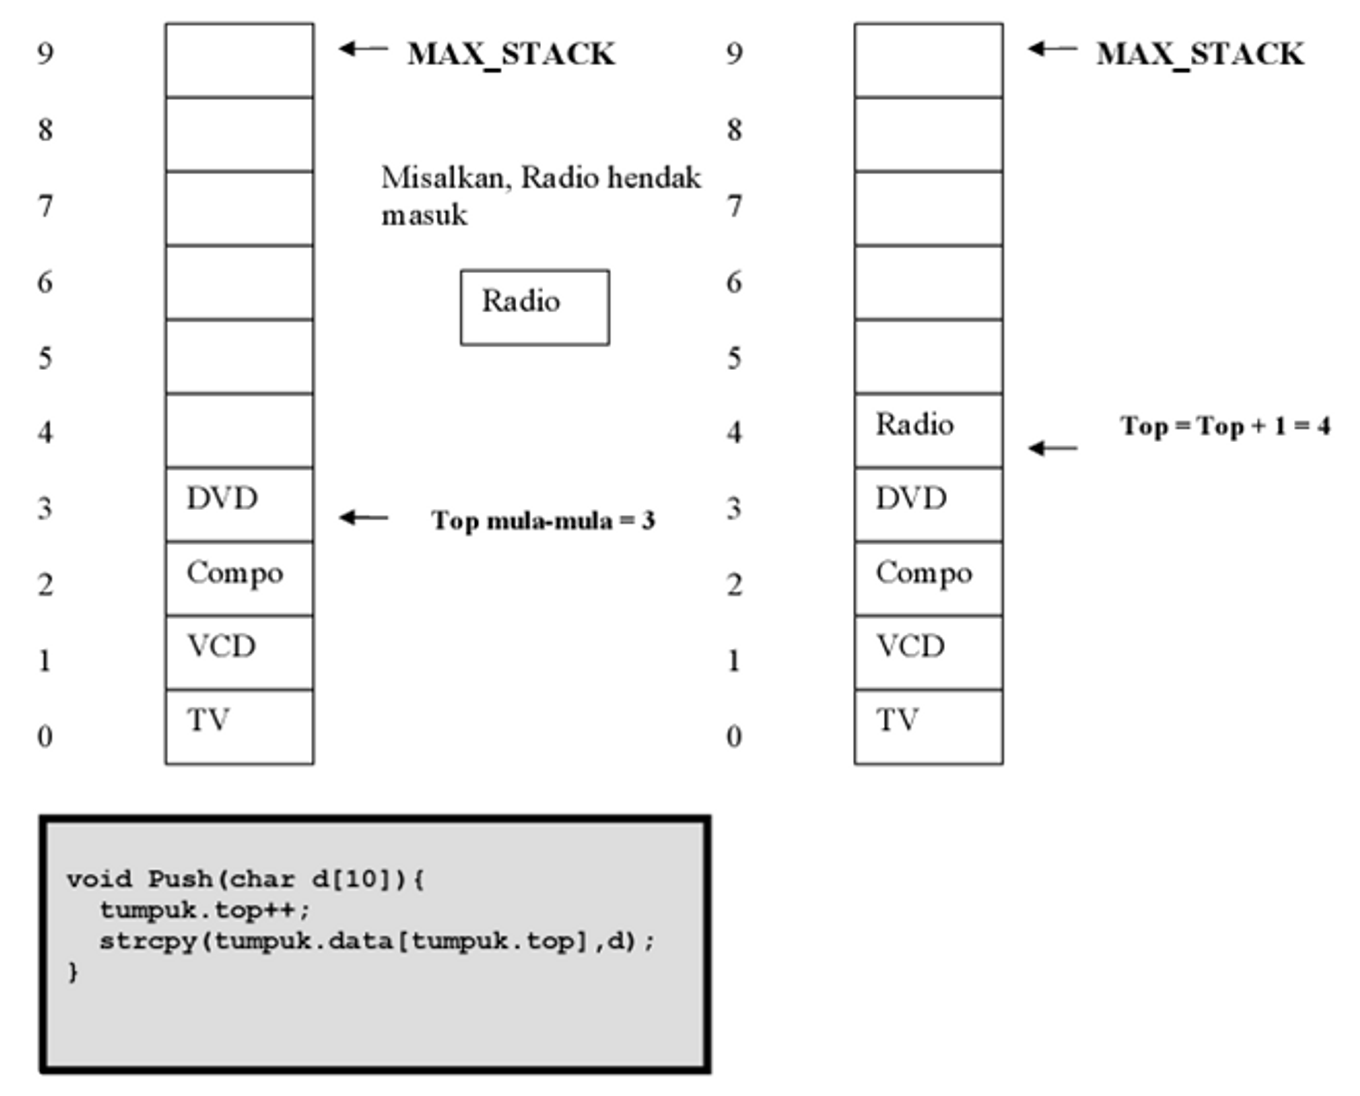 9
MAX_STACK
8
Misalkan, Radio hendak
masuk
7
6
Radio
5
4
3
DVD
Top mula-mula = 3
2
Compo
1
VCD
0
TV
9
MAX_STACK
8
7
6
5
4
Radio
Top = Top + 1 = 4
3
DVD
2
Compo
1
VCD
0
TV
void Push(char d[10]){
tumpuk.top++;
strcpy(tumpuk.data[tumpuk.top],d);
}